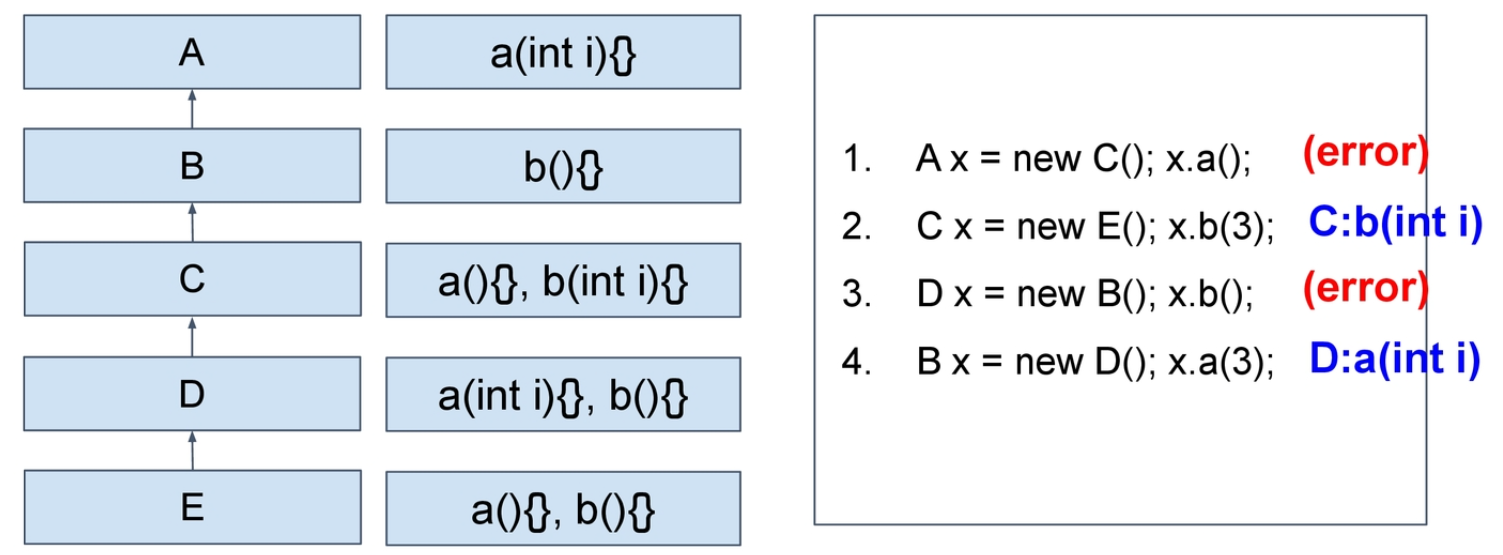 A
a(int i){}
B
b(){}
C
a(){}, b(int i){}
D
a(int i){}, b(){}
E
a(){}, b(){}
1. A x = new C(); x.a(); (error)
2. C x = new E(); x.b(3); C:b(int i)
3. D x = new B(); x.b(); (error)
4. B x = new D(); x.a(3); D:a(int i)